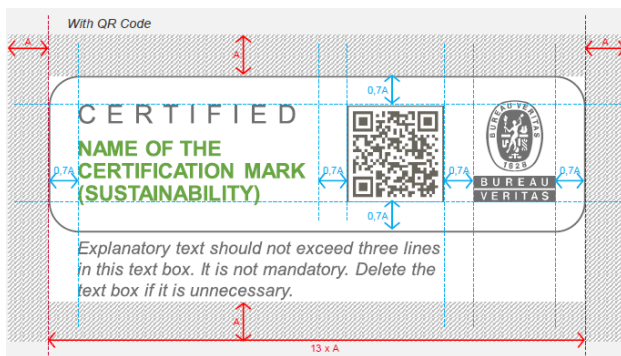 With QR Code
A
A
A
0,7A
CERTIFIED
NAME OF THE
CERTIFICATION MARK
(SUSTAINABILITY)
0,7A
0,7A
0,7A
0,7A
BUREAU VERITAS
1828
BUREAU
VERITAS
0,7A
Explanatory text should not exceed three lines
in this text box. It is not mandatory. Delete the
text box if it is unnecessary.
A
13 x A